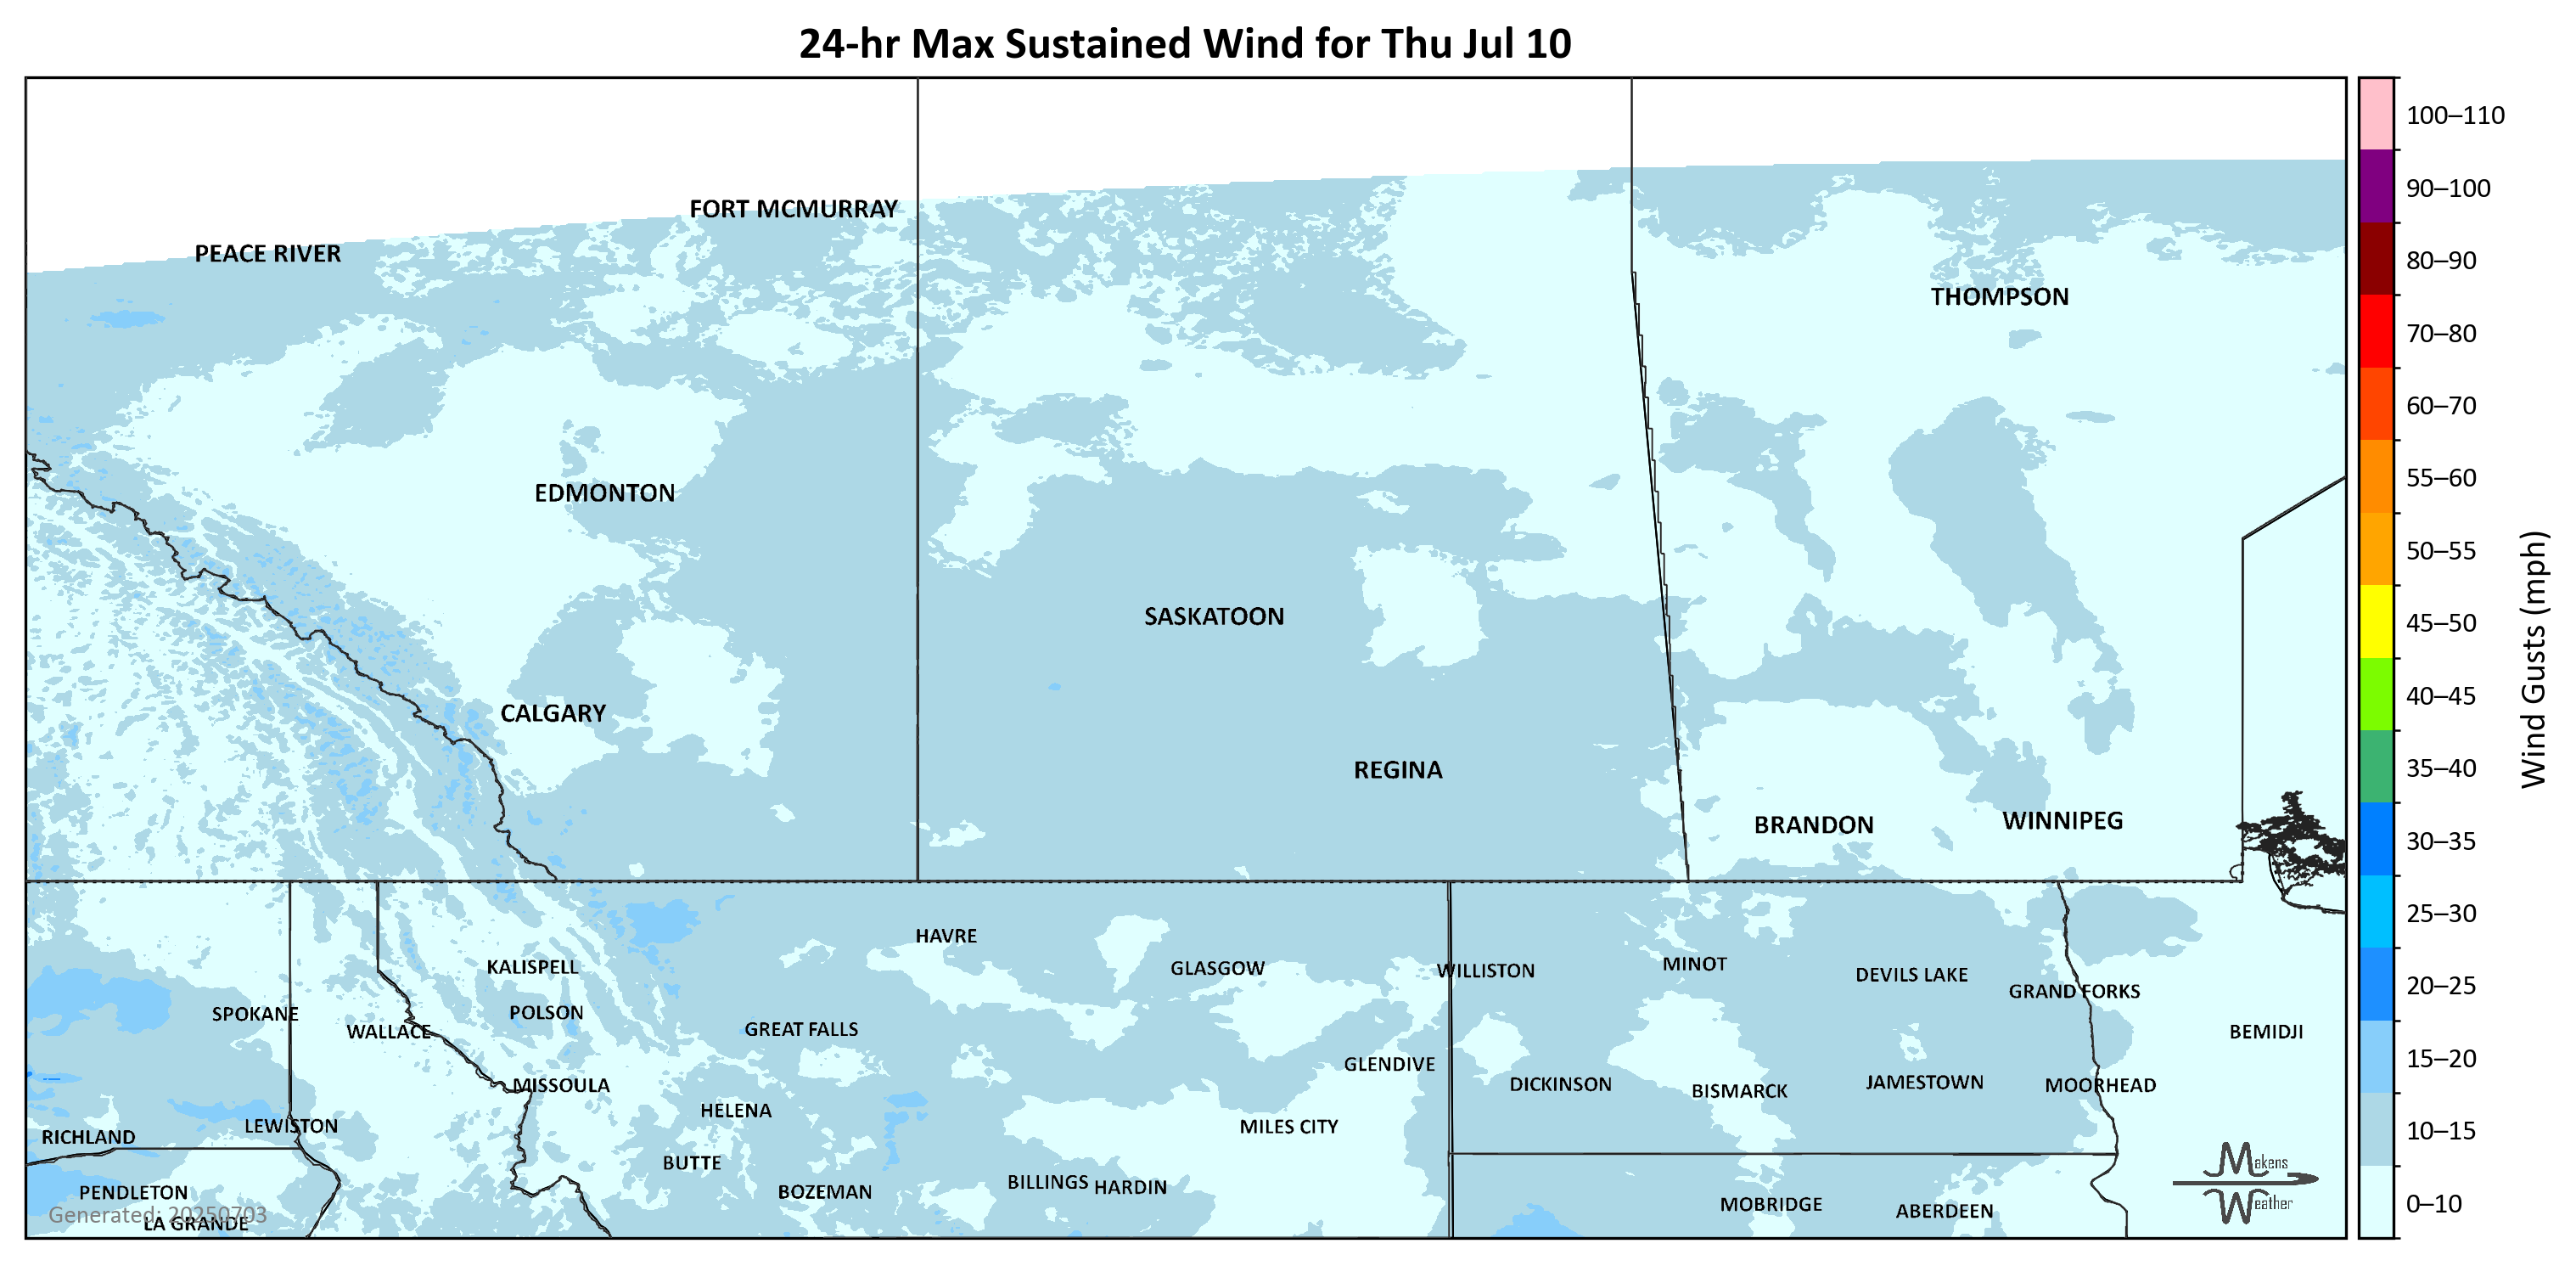 24-hr Max Sustained Wind for Thu Jul 10
100–110
FORT MCMURRAY
90–100
PEACE RIVER
80–90
THOMPSON
70–80
60–70
EDMONTON
55–60
50–55
SASKATOON
45–50
Wind Gusts (mph)
CALGARY
40–45
REGINA
35–40
BRANDON
WINNIPEG
30–35
HAVRE
25–30
KALISPELL
GLASGOW
WILLISTON
MINOT
DEVILS LAKE
20–25
SPOKANE
POLSON
GRAND FORKS
WALLACE
GREAT FALLS
BEMIDJI
15–20
GLENDIVE
MISSOULA
DICKINSON
BISMARCK
JAMESTOWN
MOORHEAD
HELENA
LEWISTON
MILES CITY
RICHLAND
10–15
BUTTE
Makens
Weather
PENDLETON
BOZEMAN
BILLINGS
HARDIN
MOBRIDGE
ABERDEEN
0–10
Generated: 20250703
LA GRANDE